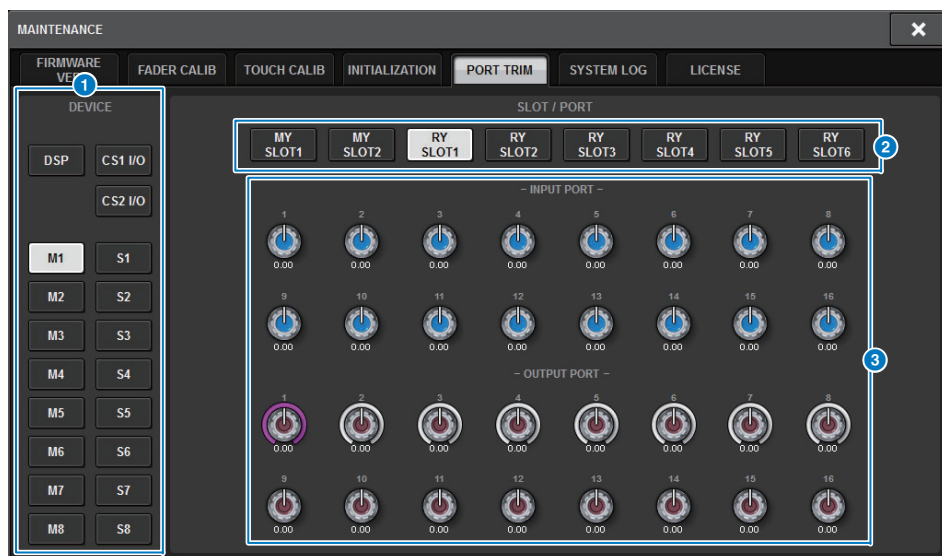 MAINTENANCE
FIRMWARE
VER
FADER CALIB
TOUCH CALIB
INITIALIZATION
PORT TRIM
SYSTEM LOG
LICENSE
1
DEVICE
DSP CS1 I/O
CS2 I/O
M1 S1
M2 S2
M3 S3
M4 S4
M5 S5
M6 S6
M7 S7
M8 S8
SLOT / PORT
MY SLOT1
MY SLOT2
RY SLOT1
RY SLOT2
RY SLOT3
RY SLOT4
RY SLOT5
RY SLOT6
2
– INPUT PORT –
1 2 3 4 5 6 7 8
0.00 0.00 0.00 0.00 0.00 0.00 0.00 0.00
9 10 11 12 13 14 15 16
0.00 0.00 0.00 0.00 0.00 0.00 0.00 0.00
3
– OUTPUT PORT –
1 2 3 4 5 6 7 8
0.00 0.00 0.00 0.00 0.00 0.00 0.00 0.00
9 10 11 12 13 14 15 16
0.00 0.00 0.00 0.00 0.00 0.00 0.00 0.00